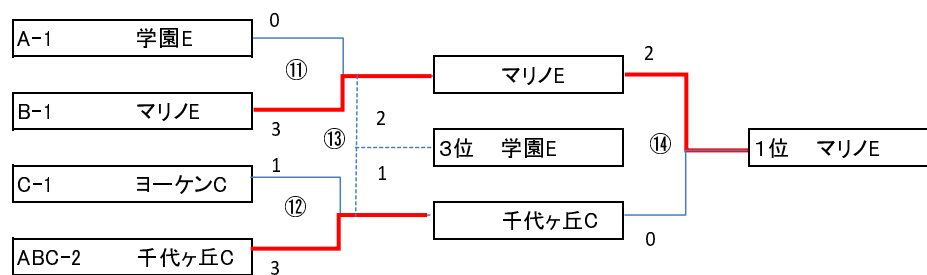 A-1 学園E
0
⑪
B-1 マリノE
3
C-1 ヨーケンC
1
⑫
ABC-2 千代ヶ丘C
3
⑬
2
1
マリノE
2
3位 学園E
千代ヶ丘C
0
⑭
1位 マリノE